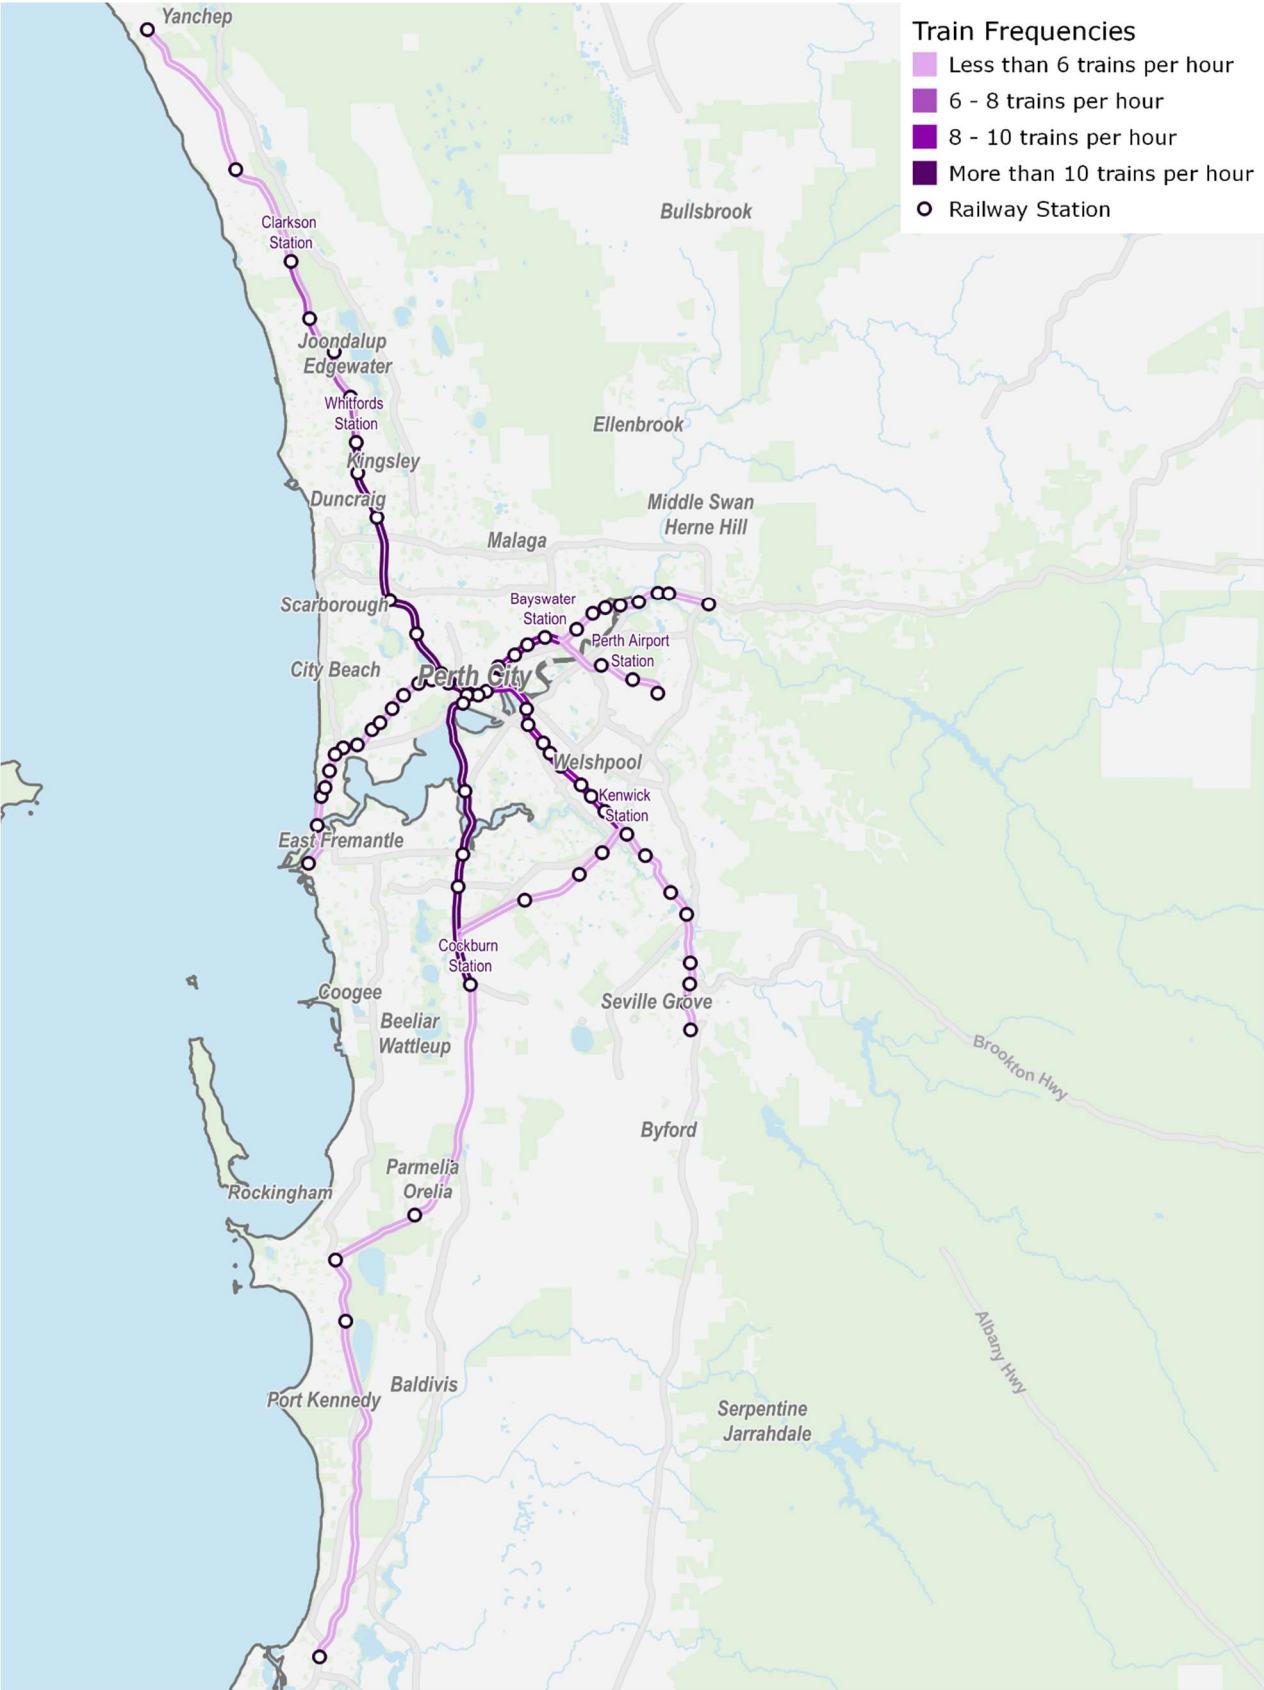 Yanchep
Train Frequencies
Less than 6 trains per hour
6 - 8 trains per hour
8 - 10 trains per hour
More than 10 trains per hour
Railway Station
Bullsbrook
Clarkson
Station
Joondalup
Edgewater
Whitfords
Station
Ellenbrook
Kingsley
Duncraig
Middle Swan
Herne Hill
Malaga
Scarborough
Bayswater
Station
Perth Airport
Station
City Beach
Perth City
Welshpool
Kenwick
Station
East Fremantle
Cockburn
Station
Coogee
Seville Grove
Beeliar
Wattleup
Brookton Hwy
Byford
Parmelia
Orelia
Rockingham
Albany Hwy
Baldivis
Port Kennedy
Serpentine
Jarrahdale